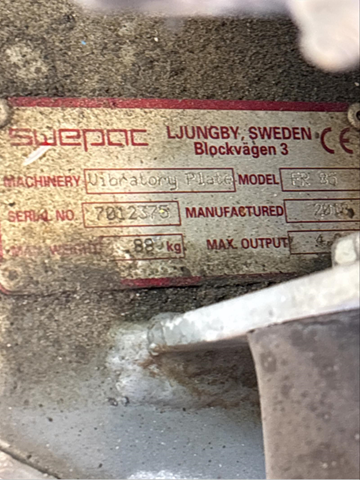 swepac LJUNGBY, SWEDEN CE
Blockvägen 3
MACHINERY Vibratory Plate MODEL
SERIAL NO. 7012375 MANUFACTURED
MAX. WEIGHT 88 kg MAX. OUTPUT